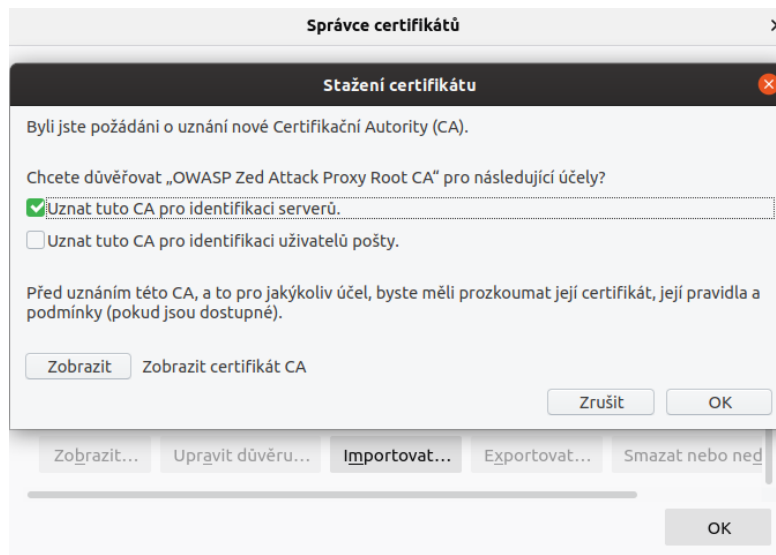 Správce certifikátů
Stažení certifikátu
Byli jste požádáni o uznání nové Certifikační Autority (CA).
Chcete důvěřovat „OWASP Zed Attack Proxy Root CA“ pro následující účely?
Uznat tuto CA pro identifikaci serverů.
Uznat tuto CA pro identifikaci uživatelů pošty.
Před uznáním této CA, a to pro jakýkoliv účel, byste měli prozkoumat její certifikát, její pravidla a
podmínky (pokud jsou dostupné).
Zobrazit Zobrazit certifikát CA
Zrušit OK
Zobrazit... Upravit důvěru... Importovat... Exportovat... Smazat nebo ned
OK